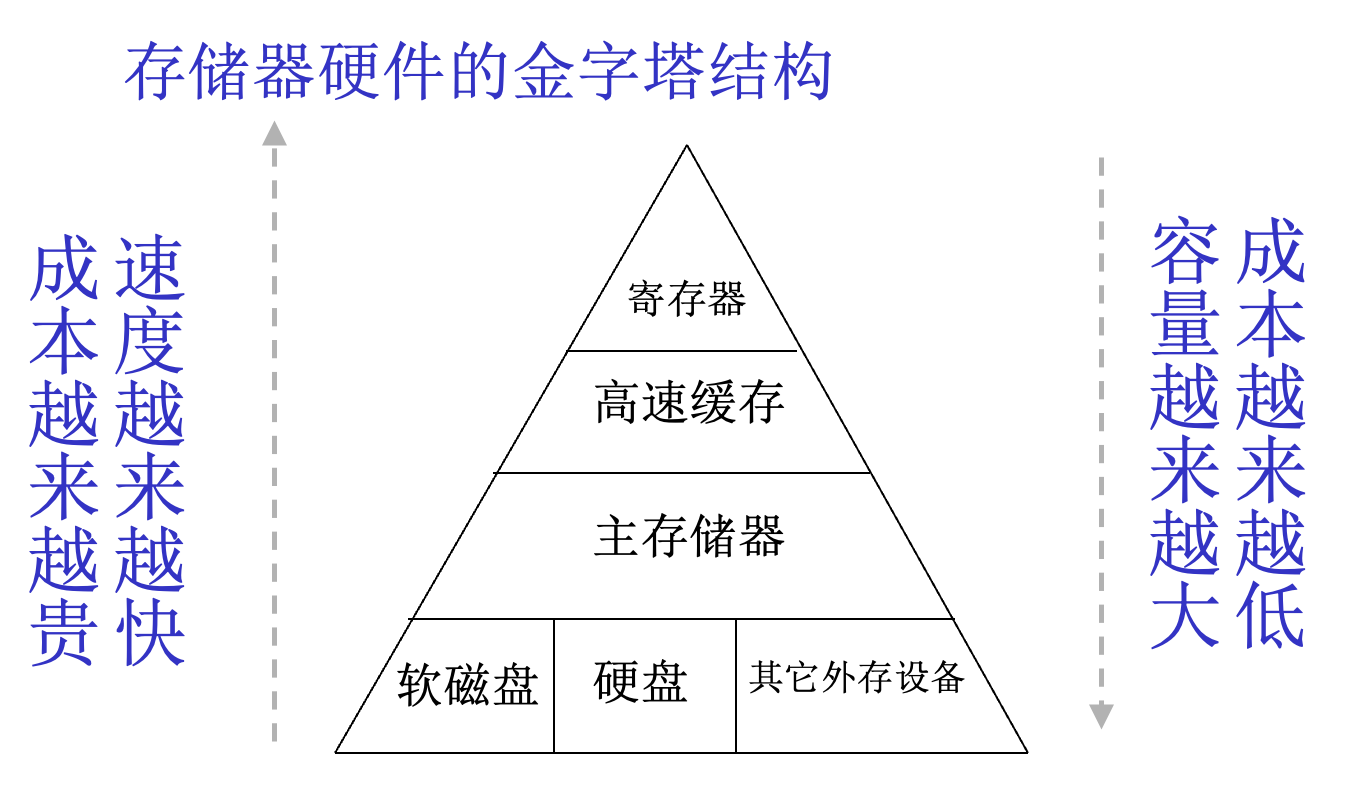 存储器硬件的金字塔结构
成本越来越贵
速度越来越快
寄存器
高速缓存
主存储器
软磁盘
硬盘
其它外存设备
容量越来越大
成本越来越低